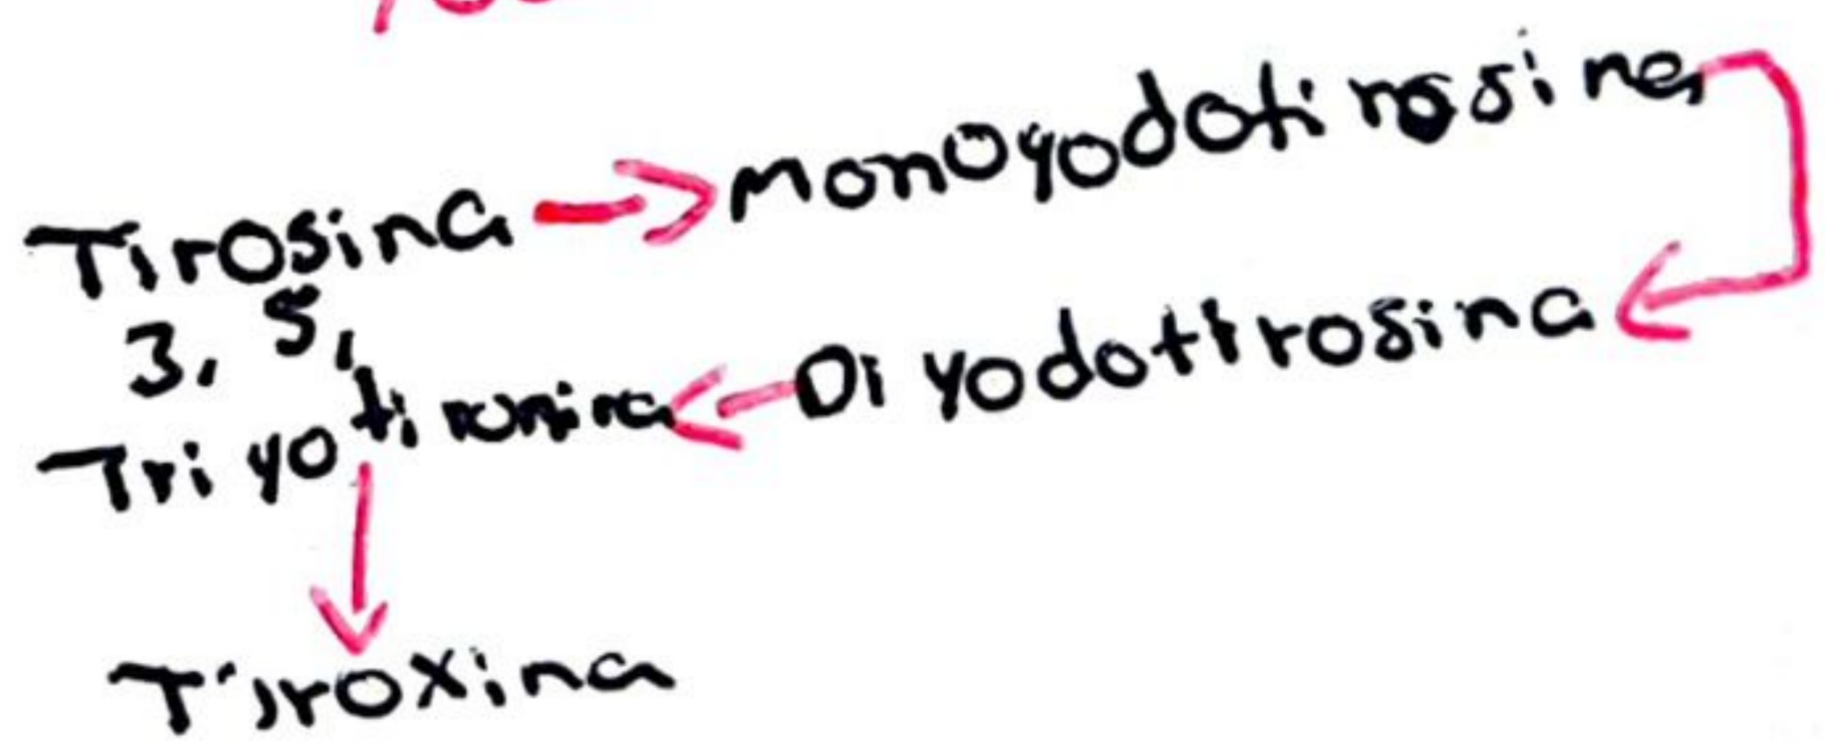 Tirosina → Monoyodotirosina
Diyodotirosina
3, 5,
Triyotironina
Tiroxina